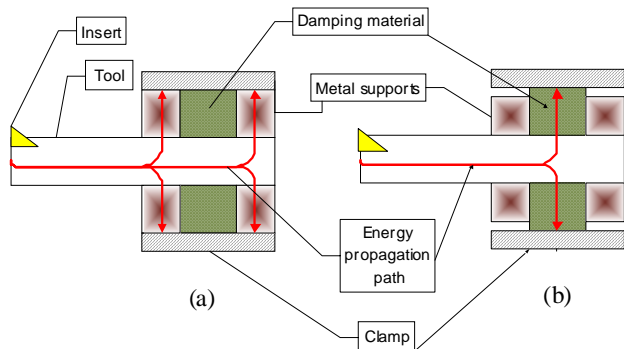 Insert
Damping material
Tool
Metal supports
Energy
propagation
path
(a)
(b)
Clamp